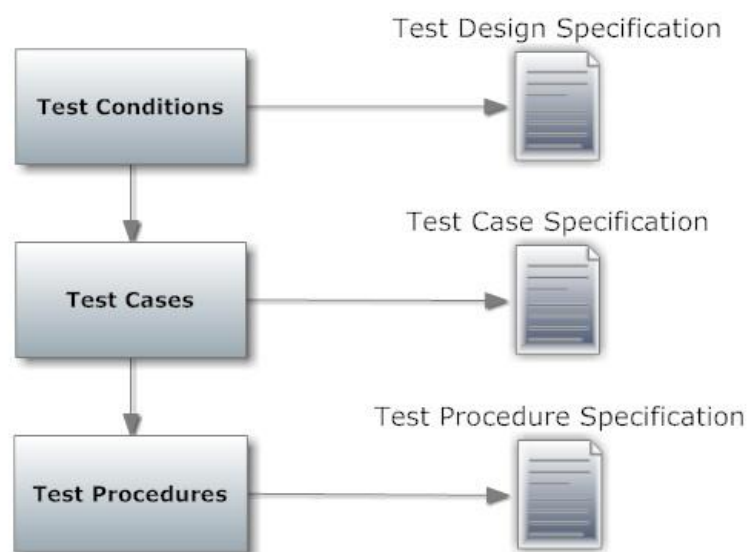 Test Design Specification
Test Conditions
Test Case Specification
Test Cases
Test Procedure Specification
Test Procedures